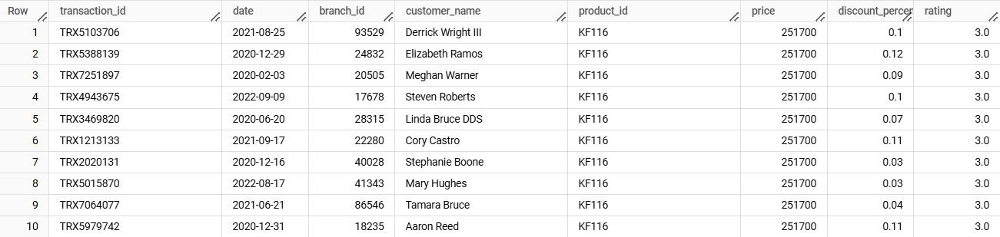 Row transaction_id date branch_id customer_name product_id price discount_percer rating
1 TRX5103706 2021-08-25 93529 Derrick Wright III KF116 251700 0.1 3.0
2 TRX5388139 2020-12-29 24832 Elizabeth Ramos KF116 251700 0.12 3.0
3 TRX7251897 2020-02-03 20505 Meghan Warner KF116 251700 0.09 3.0
4 TRX4943675 2022-09-09 17678 Steven Roberts KF116 251700 0.1 3.0
5 TRX3469820 2020-06-20 28315 Linda Bruce DDS KF116 251700 0.07 3.0
6 TRX1213133 2021-09-17 22280 Cory Castro KF116 251700 0.11 3.0
7 TRX2020131 2020-12-16 40028 Stephanie Boone KF116 251700 0.03 3.0
8 TRX5015870 2022-08-17 41343 Mary Hughes KF116 251700 0.03 3.0
9 TRX7064077 2021-06-21 86546 Tamara Bruce KF116 251700 0.04 3.0
10 TRX5979742 2020-12-31 18235 Aaron Reed KF116 251700 0.11 3.0